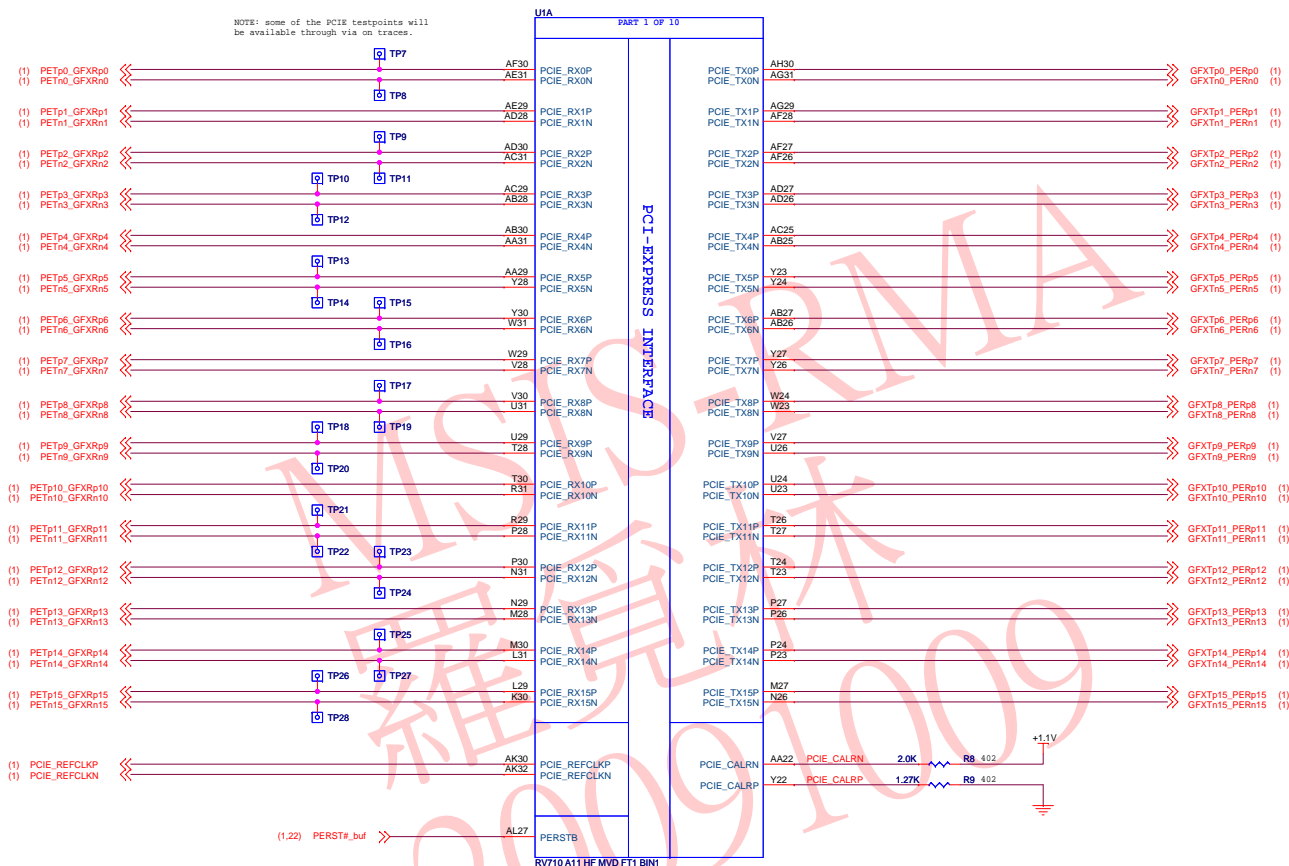 NOTE: some of the PCIE testpoints will
be available through via on traces.
U1A
PART 1 OF 10
PCI-EXPRESS INTERFACE
TP7
(1) PETp0_GFXRp0 AF30 PCIE_RX0P PCIE_TX0P AH30 GFXTp0_PERp0 (1)
(1) PETn0_GFXRn0 AE31 PCIE_RX0N PCIE_TX0N AG31 GFXTn0_PERn0 (1)
TP8
(1) PETp1_GFXRp1 AE29 PCIE_RX1P PCIE_TX1P AG29 GFXTp1_PERp1 (1)
(1) PETn1_GFXRn1 AD28 PCIE_RX1N PCIE_TX1N AF28 GFXTn1_PERn1 (1)
TP9
(1) PETp2_GFXRp2 AD30 PCIE_RX2P PCIE_TX2P AF27 GFXTp2_PERp2 (1)
(1) PETn2_GFXRn2 AC31 PCIE_RX2N PCIE_TX2N AF26 GFXTn2_PERn2 (1)
TP10 TP11
(1) PETp3_GFXRp3 AC29 PCIE_RX3P PCIE_TX3P AD27 GFXTp3_PERp3 (1)
(1) PETn3_GFXRn3 AB28 PCIE_RX3N PCIE_TX3N AD26 GFXTn3_PERn3 (1)
TP12
(1) PETp4_GFXRp4 AB30 PCIE_RX4P PCIE_TX4P AC25 GFXTp4_PERp4 (1)
(1) PETn4_GFXRn4 AA31 PCIE_RX4N PCIE_TX4N AB25 GFXTn4_PERn4 (1)
TP13
(1) PETp5_GFXRp5 AA29 PCIE_RX5P PCIE_TX5P Y23 GFXTp5_PERp5 (1)
(1) PETn5_GFXRn5 Y28 PCIE_RX5N PCIE_TX5N Y24 GFXTn5_PERn5 (1)
TP14 TP15
(1) PETp6_GFXRp6 Y30 PCIE_RX6P PCIE_TX6P AB27 GFXTp6_PERp6 (1)
(1) PETn6_GFXRn6 W31 PCIE_RX6N PCIE_TX6N AB26 GFXTn6_PERn6 (1)
TP16
(1) PETp7_GFXRp7 W29 PCIE_RX7P PCIE_TX7P Y27 GFXTp7_PERp7 (1)
(1) PETn7_GFXRn7 V28 PCIE_RX7N PCIE_TX7N Y26 GFXTn7_PERn7 (1)
TP17
(1) PETp8_GFXRp8 V30 PCIE_RX8P PCIE_TX8P W24 GFXTp8_PERp8 (1)
(1) PETn8_GFXRn8 U31 PCIE_RX8N PCIE_TX8N W23 GFXTn8_PERn8 (1)
TP18 TP19
(1) PETp9_GFXRp9 U29 PCIE_RX9P PCIE_TX9P V27 GFXTp9_PERp9 (1)
(1) PETn9_GFXRn9 T28 PCIE_RX9N PCIE_TX9N U26 GFXTn9_PERn9 (1)
TP20
(1) PETp10_GFXRp10 T30 PCIE_RX10P PCIE_TX10P U24 GFXTp10_PERp10 (1)
(1) PETn10_GFXRn10 R31 PCIE_RX10N PCIE_TX10N U23 GFXTn10_PERn10 (1)
TP21
(1) PETp11_GFXRp11 R29 PCIE_RX11P PCIE_TX11P T26 GFXTp11_PERp11 (1)
(1) PETn11_GFXRn11 P28 PCIE_RX11N PCIE_TX11N T27 GFXTn11_PERn11 (1)
TP22 TP23
(1) PETp12_GFXRp12 P30 PCIE_RX12P PCIE_TX12P T24 GFXTp12_PERp12 (1)
(1) PETn12_GFXRn12 N31 PCIE_RX12N PCIE_TX12N T23 GFXTn12_PERn12 (1)
TP24
(1) PETp13_GFXRp13 N29 PCIE_RX13P PCIE_TX13P P27 GFXTp13_PERp13 (1)
(1) PETn13_GFXRn13 M28 PCIE_RX13N PCIE_TX13N P26 GFXTn13_PERn13 (1)
TP25
(1) PETp14_GFXRp14 M30 PCIE_RX14P PCIE_TX14P P24 GFXTp14_PERp14 (1)
(1) PETn14_GFXRn14 L31 PCIE_RX14N PCIE_TX14N P23 GFXTn14_PERn14 (1)
TP26 TP27
(1) PETp15_GFXRp15 L29 PCIE_RX15P PCIE_TX15P M27 GFXTp15_PERp15 (1)
(1) PETn15_GFXRn15 K30 PCIE_RX15N PCIE_TX15N N26 GFXTn15_PERn15 (1)
TP28
+1.1V
(1) PCIE_REFCLKP AK30 PCIE_REFCLKP PCIE_CALRN AA22 PCIE_CALRN 2.0K R8 402
(1) PCIE_REFCLKN AK32 PCIE_REFCLKN PCIE_CALRP Y22 PCIE_CALRP 1.27K R9 402
(1,22) PERST#_buf AL27 PERSTB
RV710 A11 HF MVD FT1 BIN1
MSIS-RMA
羅覓林
20091009